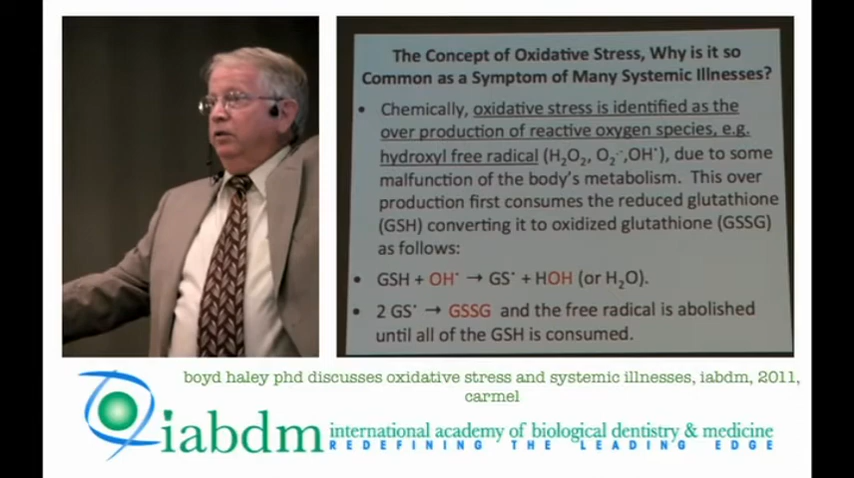 The Concept of Oxidative Stress, Why is it so
Common as a Symptom of Many Systemic Illnesses?
• Chemically, oxidative stress is identified as the
over production of reactive oxygen species, e.g.
hydroxyl free radical (H₂O₂, O₂⁻˙,OH˙), due to some
malfunction of the body's metabolism. This over
production first consumes the reduced glutathione
(GSH) converting it to oxidized glutathione (GSSG)
as follows:
• GSH + OH˙ → GS˙ + HOH (or H₂O).
• 2 GS˙ → GSSG and the free radical is abolished
until all of the GSH is consumed.
boyd haley phd discusses oxidative stress and systemic illnesses, iabdm, 2011,
carmel
iabdm international academy of biological dentistry & medicine
REDEFINING THE LEADING EDGE